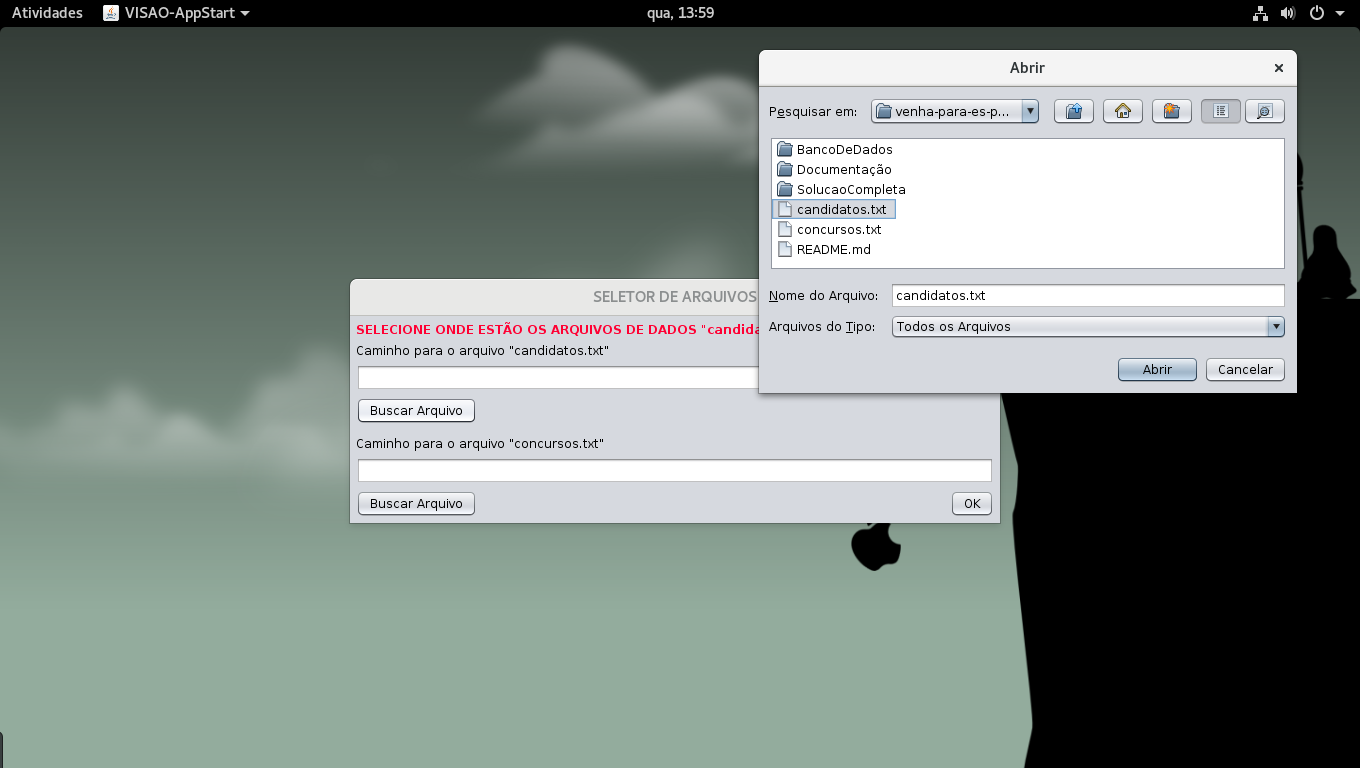 Atividades VISAO-AppStart qua, 13:59
Abrir
Pesquisar em: venha-para-es-p...
BancoDeDados
Documentação
SolucaoCompleta
candidatos.txt
concursos.txt
README.md
Nome do Arquivo: candidatos.txt
Arquivos do Tipo: Todos os Arquivos
Abrir Cancelar
SELETOR DE ARQUIVOS
SELECIONE ONDE ESTÃO OS ARQUIVOS DE DADOS "candida
Caminho para o arquivo "candidatos.txt"
Buscar Arquivo
Caminho para o arquivo "concursos.txt"
Buscar Arquivo OK